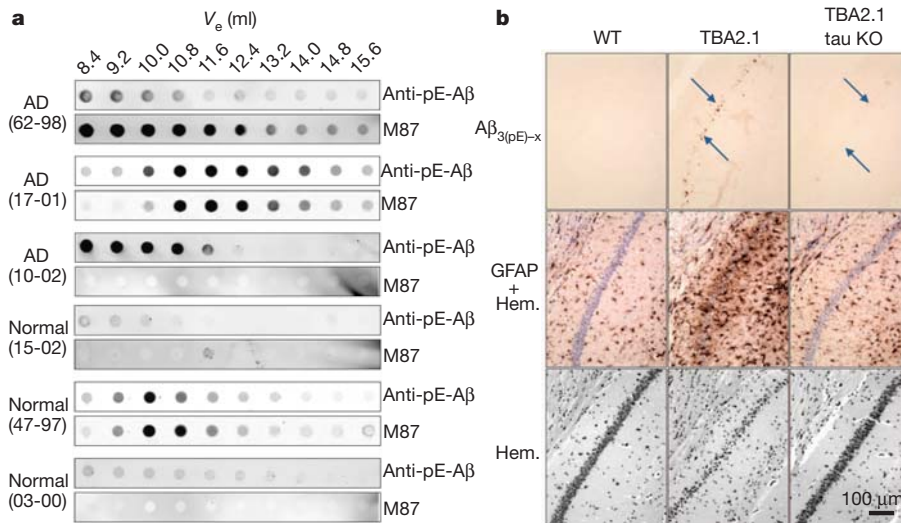 a
Vₑ (ml)
8.4 9.2 10.0 10.8 11.6 12.4 13.2 14.0 14.8 15.6
AD
(62-98)
Anti-pE-Aβ
M87
AD
(17-01)
Anti-pE-Aβ
M87
AD
(10-02)
Anti-pE-Aβ
M87
Normal
(15-02)
Anti-pE-Aβ
M87
Normal
(47-97)
Anti-pE-Aβ
M87
Normal
(03-00)
Anti-pE-Aβ
M87
b
WT
TBA2.1
TBA2.1
tau KO
Aβ3(pE)–x
GFAP
+
Hem.
Hem.
100 μm